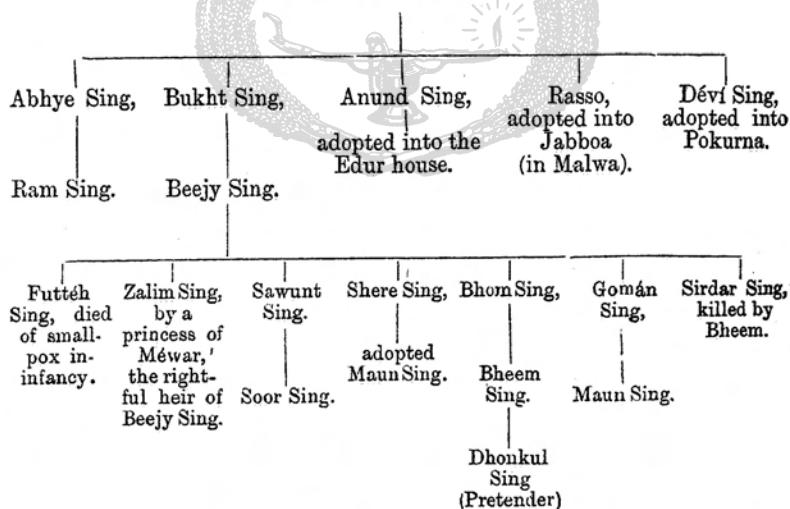 Abhye Sing,
Bukht Sing,
Anund Sing,
adopted into the
Edur house.
Rasso,
adopted into
Jabboa
(in Malwa).
Déví Sing,
adopted into
Pokurna.
Ram Sing.
Beejy Sing.
Futtéh
Sing, died
of small-
pox in-
infancy.
Zalim Sing,
by a
princess of
Méwar,'
the right-
ful heir of
Beejy Sing.
Sawunt
Sing.
Soor Sing.
Shere Sing,
adopted
Maun Sing.
Bhom Sing,
Bheem
Sing.
Dhonkul
Sing
(Pretender)
Gomán
Sing,
Maun Sing.
Sirdar Sing,
killed by
Bheem.